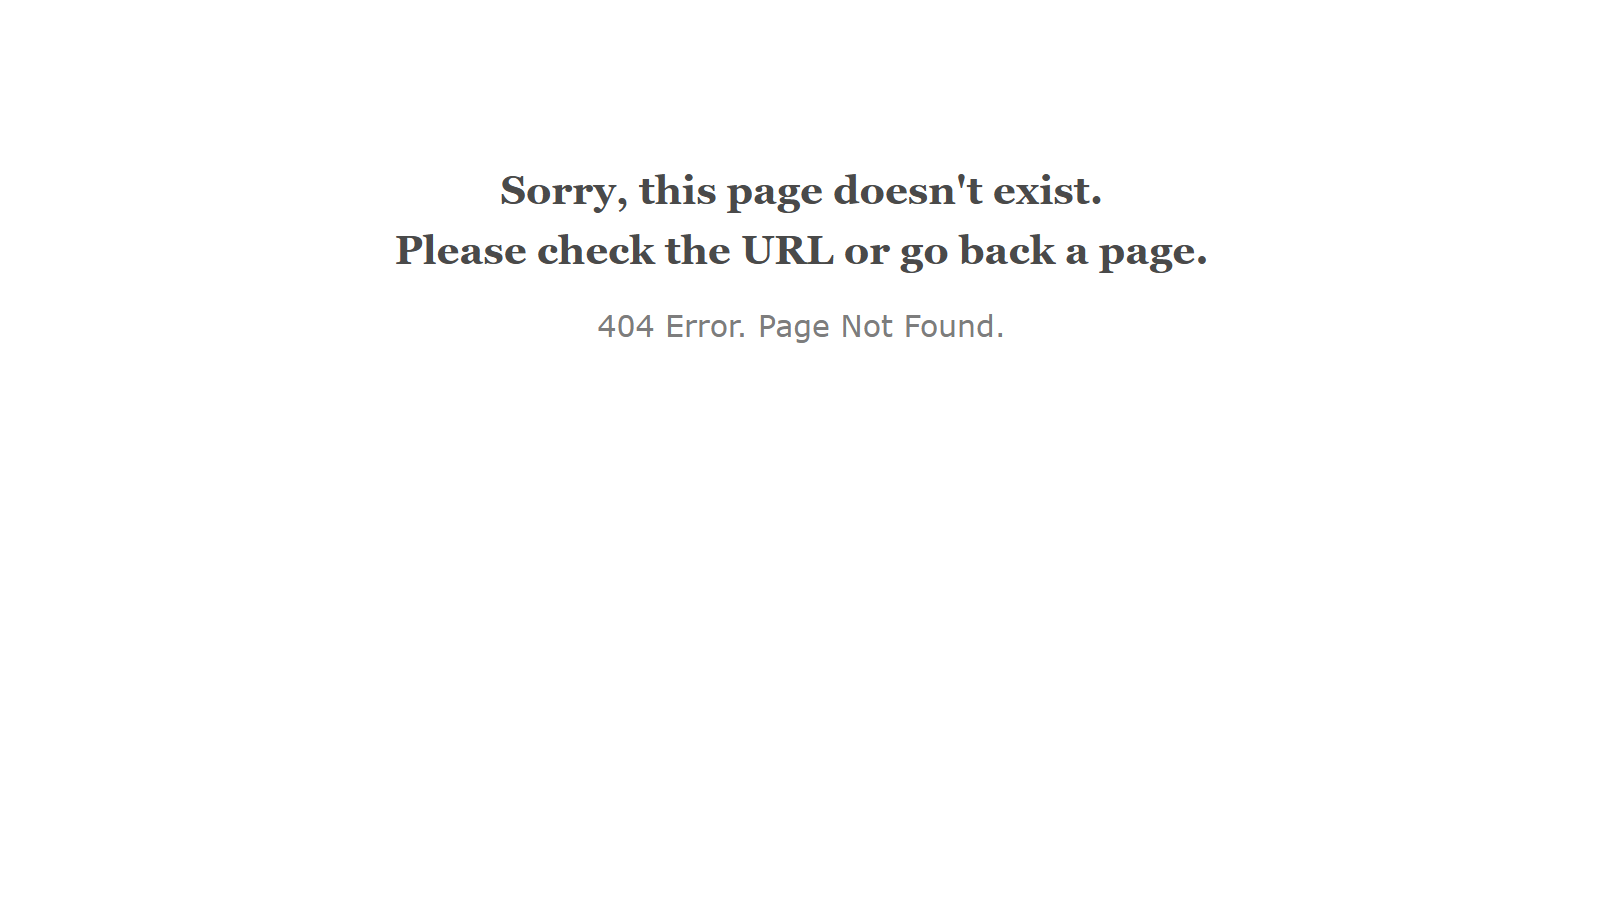 Sorry, this page doesn't exist.
Please check the URL or go back a page.
404 Error. Page Not Found.